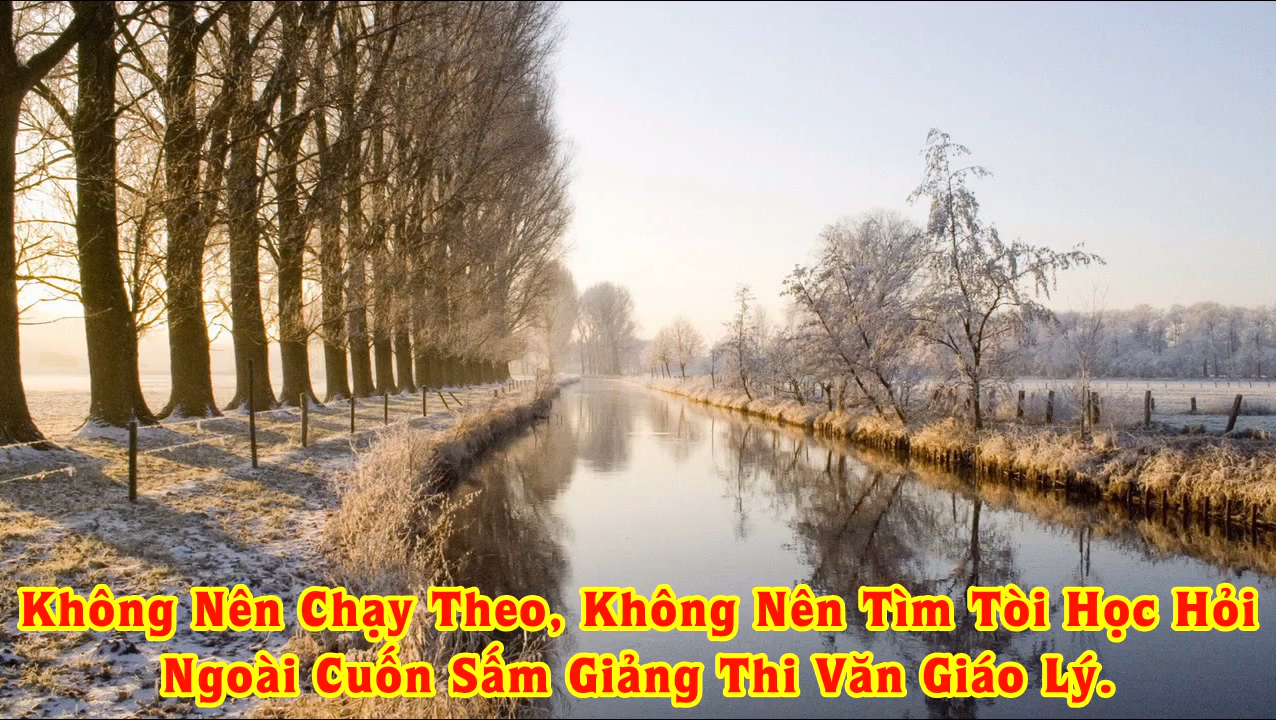 Không Nên Chạy Theo, Không Nên Tìm Tòi Học Hỏi
Ngoài Cuốn Sấm Giảng Thi Văn Giáo Lý.